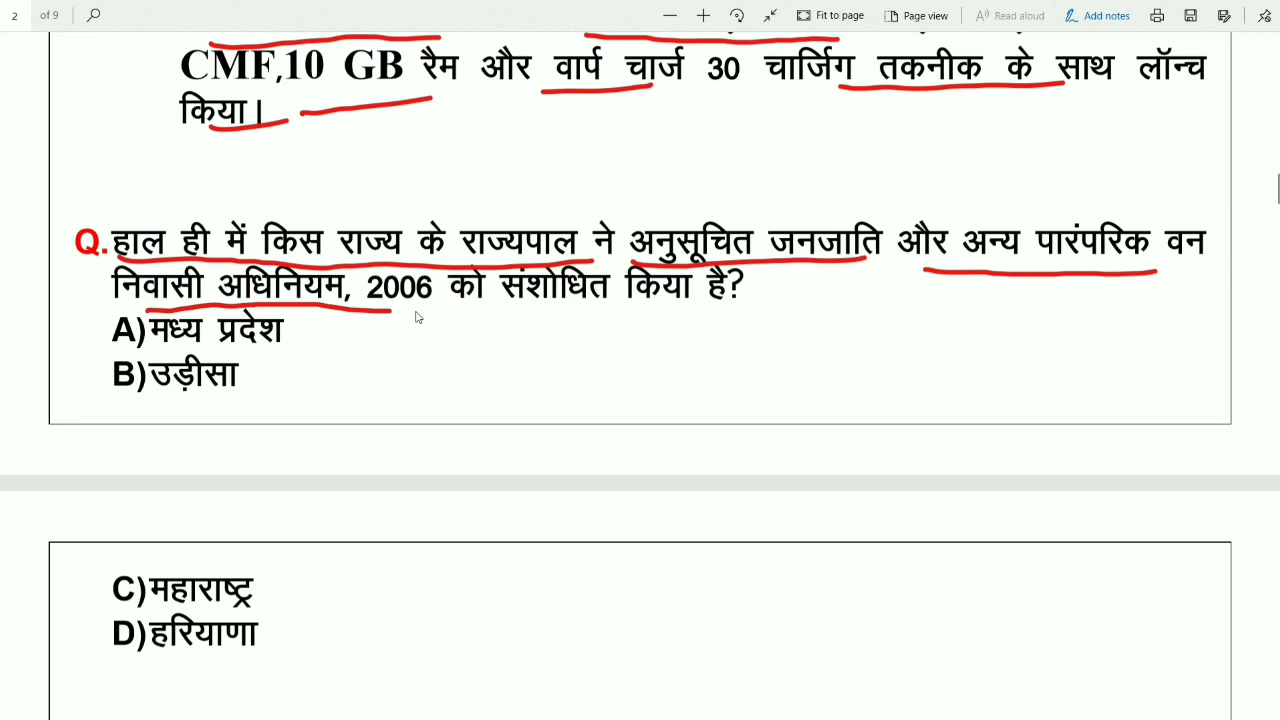 2 of 9 Fit to page Page view Read aloud Add notes
CMF,10 GB रैम और वार्प चार्ज 30 चार्जिंग तकनीक के साथ लॉन्च
किया।
Q.हाल ही में किस राज्य के राज्यपाल ने अनुसूचित जनजाति और अन्य पारंपरिक वन
निवासी अधिनियम, 2006 को संशोधित किया है?
A)मध्य प्रदेश
B)उड़ीसा
C)महाराष्ट्र
D)हरियाणा